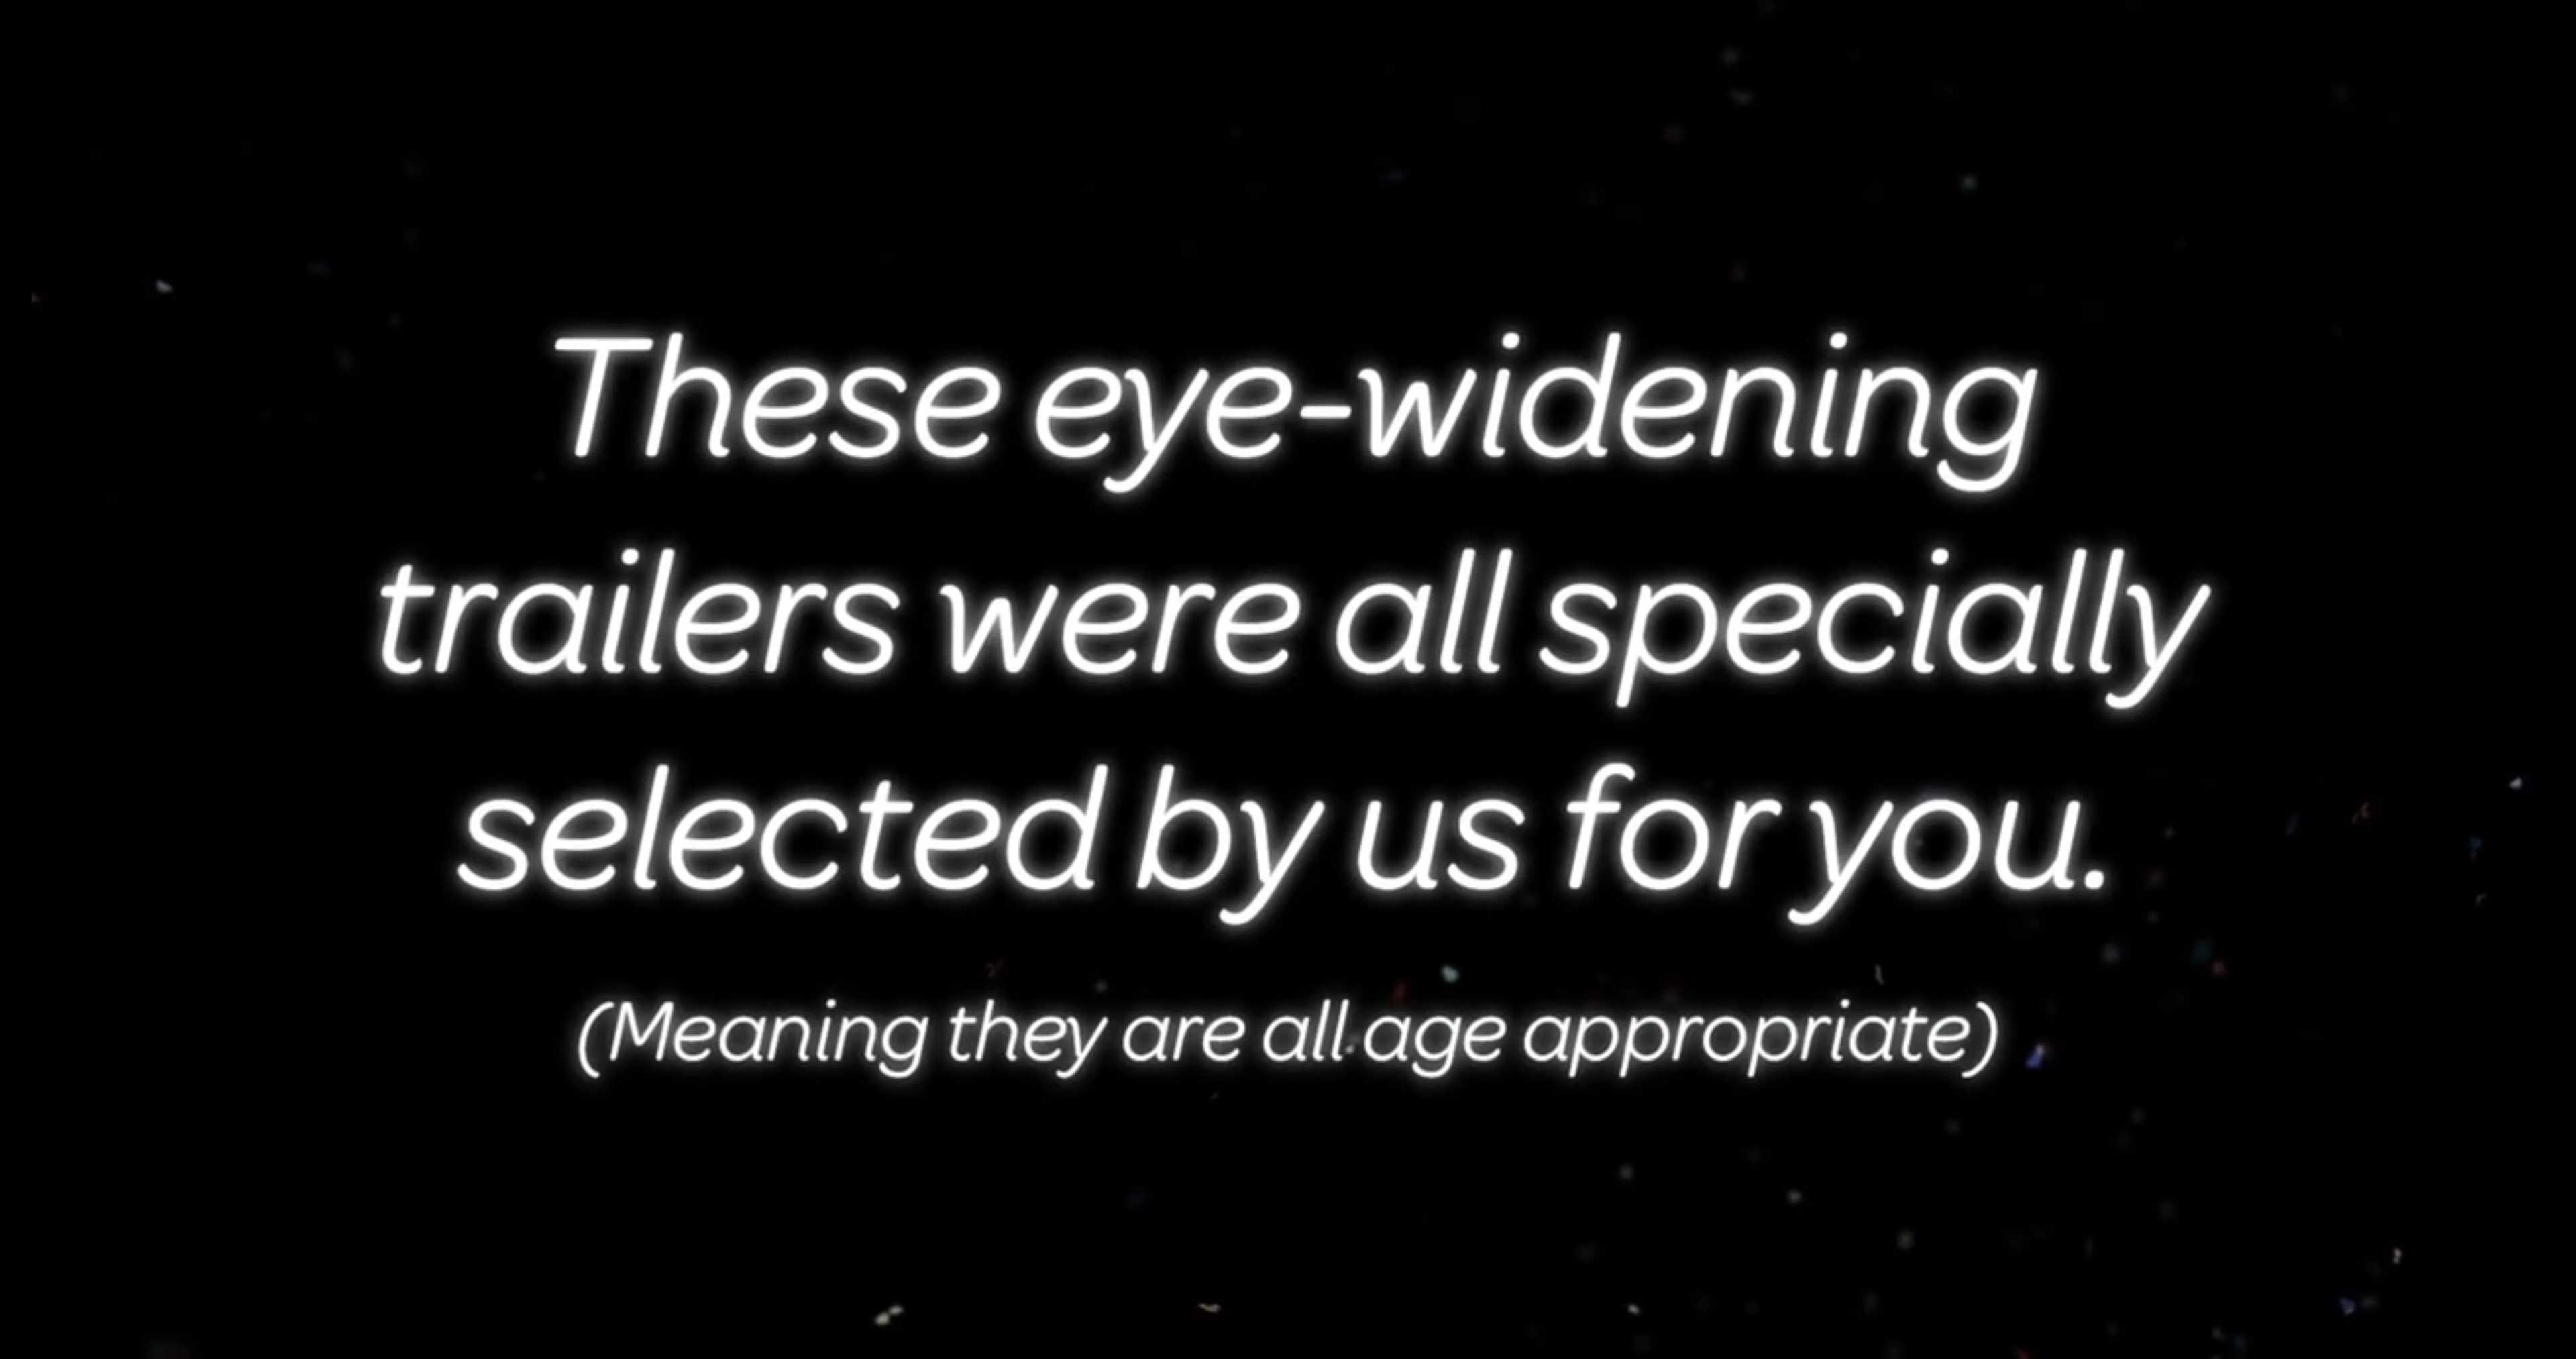 These eye-widening
trailers were all specially
selected by us for you.
(Meaning they are all age appropriate)